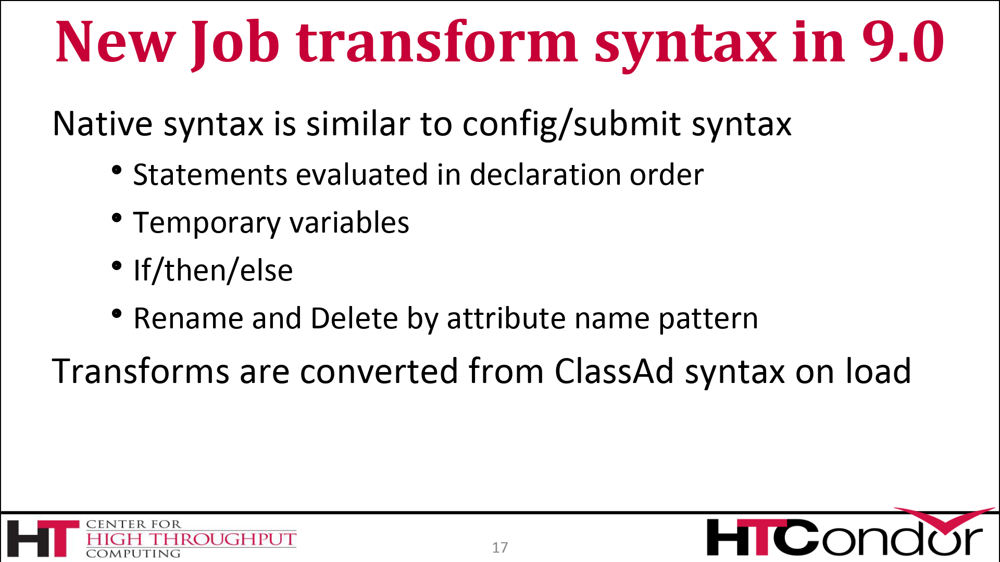 New Job transform syntax in 9.0
Native syntax is similar to config/submit syntax
• Statements evaluated in declaration order
• Temporary variables
• If/then/else
• Rename and Delete by attribute name pattern
Transforms are converted from ClassAd syntax on load
HT
CENTER FOR
HIGH THROUGHPUT
COMPUTING
17
HTCondor